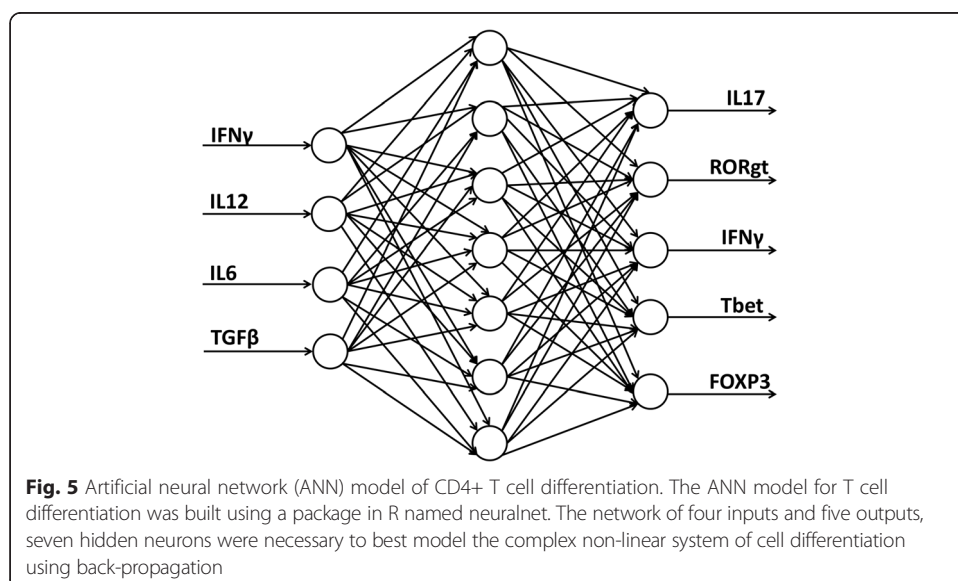 IFNγ
IL12
IL6
TGFβ
IL17
RORgt
IFNγ
Tbet
FOXP3
Fig. 5 Artificial neural network (ANN) model of CD4+ T cell differentiation. The ANN model for T cell
differentiation was built using a package in R named neuralnet. The network of four inputs and five outputs,
seven hidden neurons were necessary to best model the complex non-linear system of cell differentiation
using back-propagation